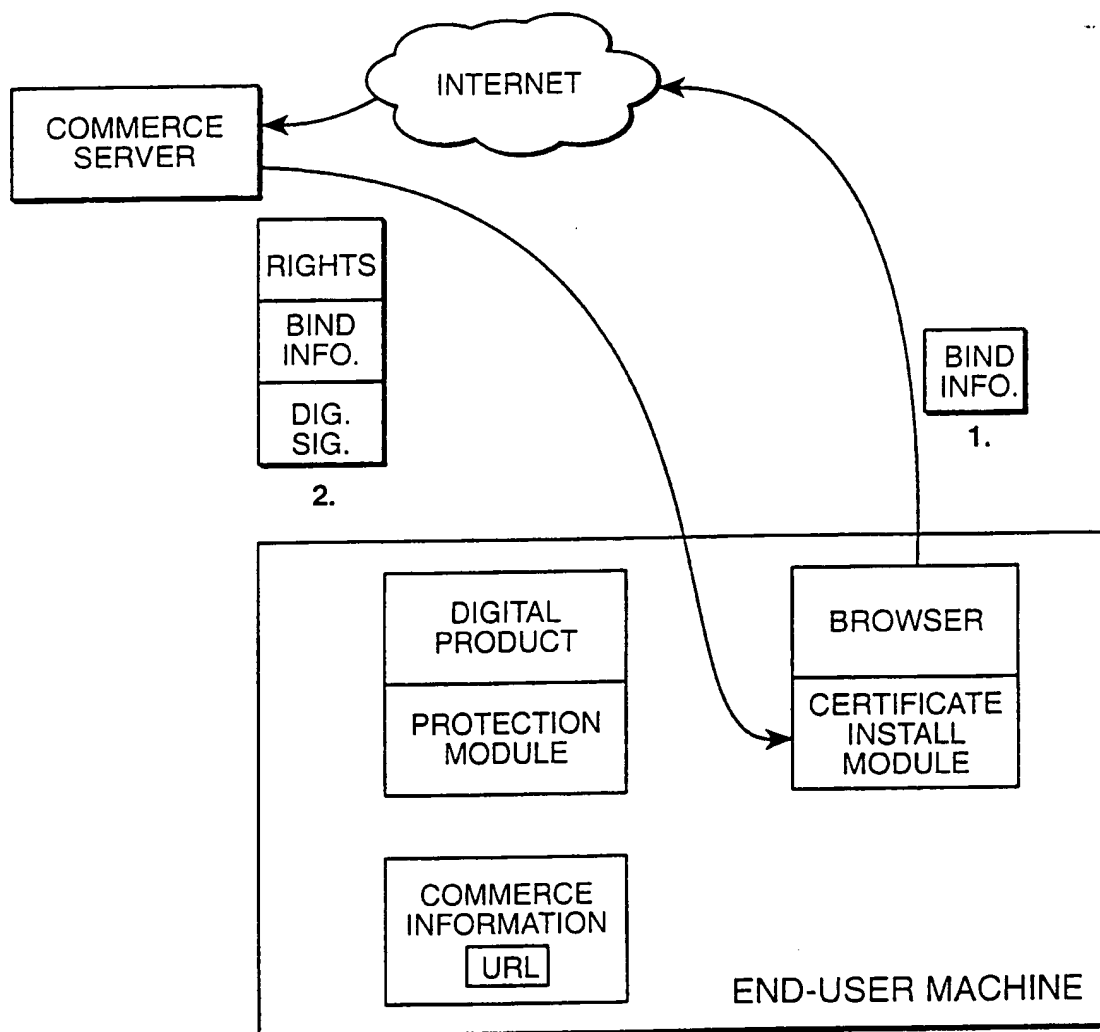 INTERNET
COMMERCE
SERVER
RIGHTS
BIND
INFO.
DIG.
SIG.
2.
BIND
INFO.
1.
DIGITAL
PRODUCT
PROTECTION
MODULE
BROWSER
CERTIFICATE
INSTALL
MODULE
COMMERCE
INFORMATION
URL
END-USER MACHINE